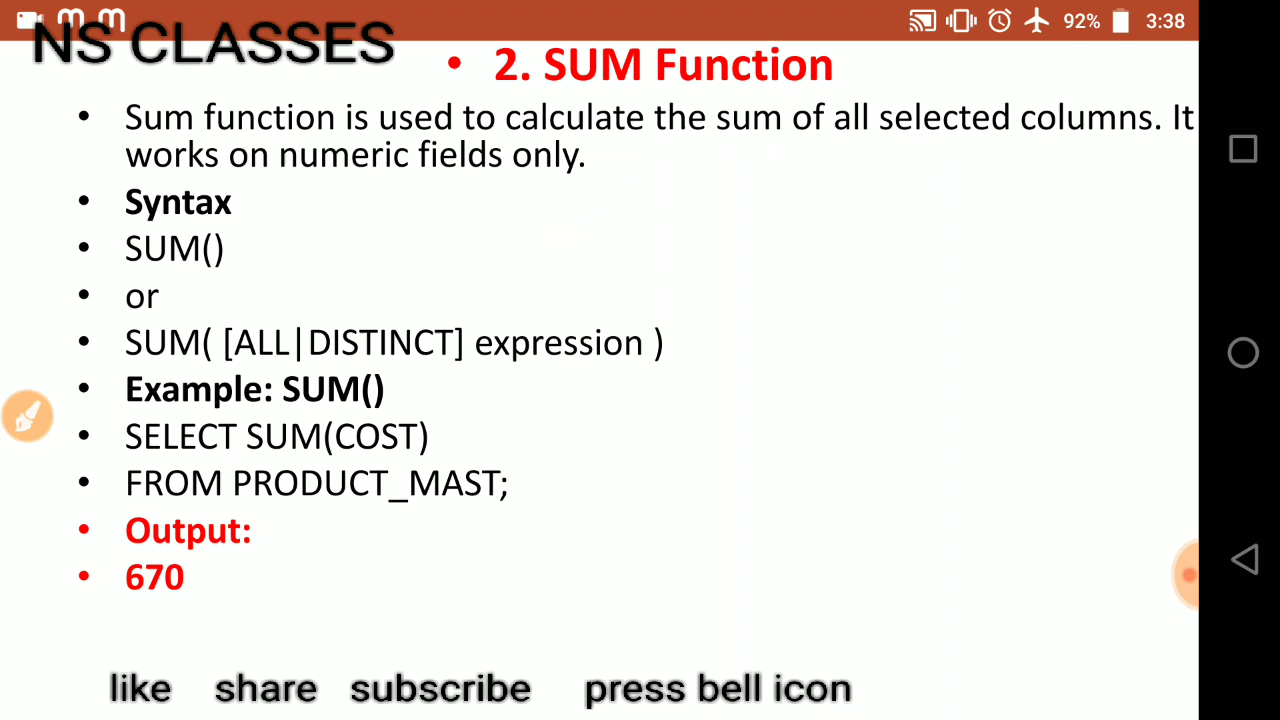 92% 3:38
NS CLASSES
• 2. SUM Function
• Sum function is used to calculate the sum of all selected columns. It
works on numeric fields only.
• Syntax
• SUM()
• or
• SUM( [ALL|DISTINCT] expression )
• Example: SUM()
• SELECT SUM(COST)
• FROM PRODUCT_MAST;
• Output:
• 670
like share subscribe press bell icon